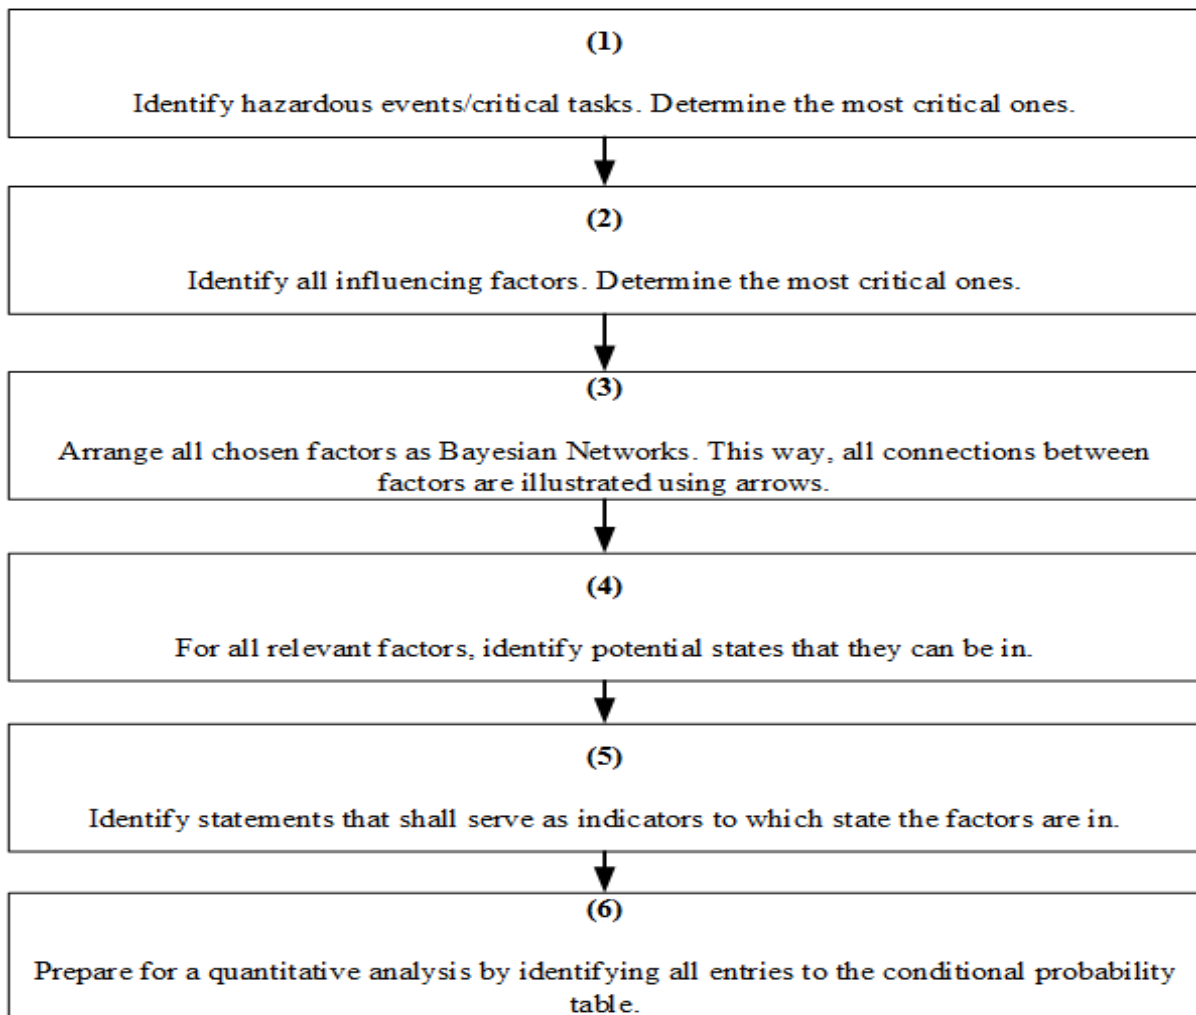 (1)
Identify hazardous events/critical tasks. Determine the most critical ones.
(2)
Identify all influencing factors. Determine the most critical ones.
(3)
Arrange all chosen factors as Bayesian Networks. This way, all connections between
factors are illustrated using arrows.
(4)
For all relevant factors, identify potential states that they can be in.
(5)
Identify statements that shall serve as indicators to which state the factors are in.
(6)
Prepare for a quantitative analysis by identifying all entries to the conditional probability
table.